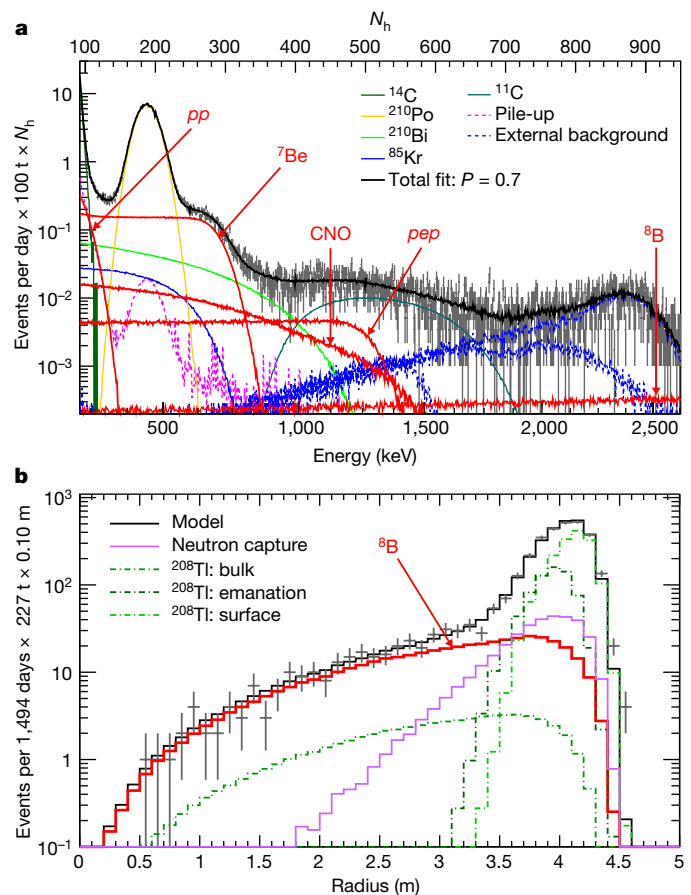 a
N_h
100 200 300 400 500 600 700 800 900
10
1
10⁻¹
10⁻²
10⁻³
Events per day × 100 t × N_h
¹⁴C
²¹⁰Po
²¹⁰Bi
⁸⁵Kr
Total fit: P = 0.7
¹¹C
Pile-up
External background
pp
⁷Be
CNO
pep
⁸B
500 1,000 1,500 2,000 2,500
Energy (keV)
b
10³
10²
10
1
10⁻¹
Events per 1,494 days × 227 t × 0.10 m
Model
Neutron capture
²⁰⁸Tl: bulk
²⁰⁸Tl: emanation
²⁰⁸Tl: surface
⁸B
0 0.5 1 1.5 2 2.5 3 3.5 4 4.5 5
Radius (m)